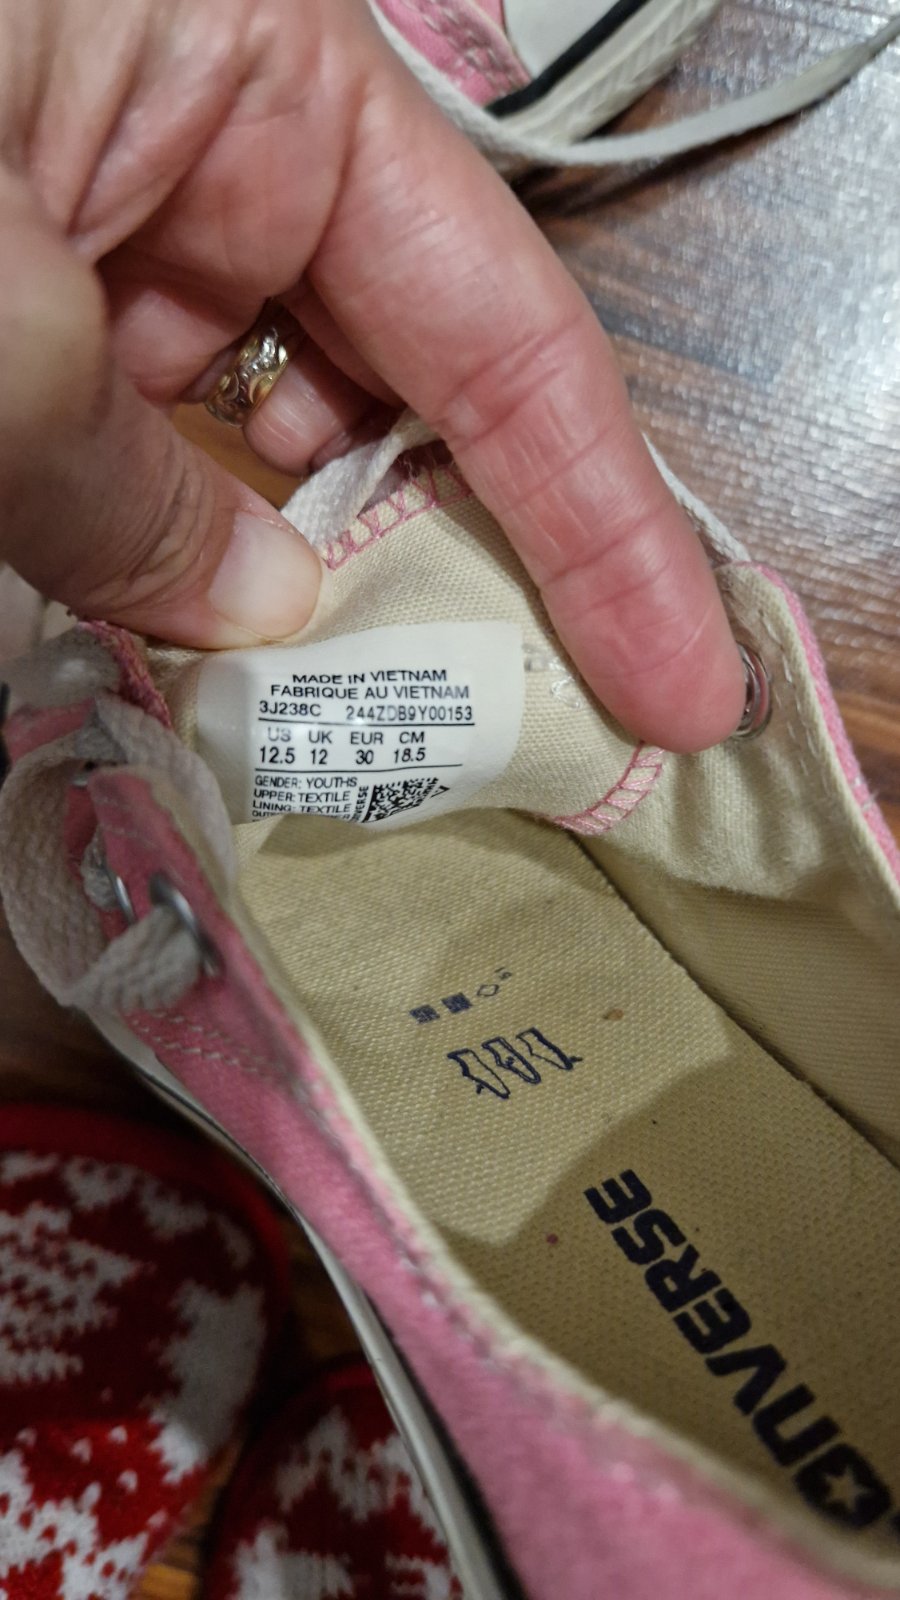 MADE IN VIETNAM
FABRIQUE AU VIETNAM
3J238C 244ZDB9Y00153
US UK EUR CM
12.5 12 30 18.5
GENDER: YOUTHS
UPPER: TEXTILE
LINING: TEXTILE
CONVERSE